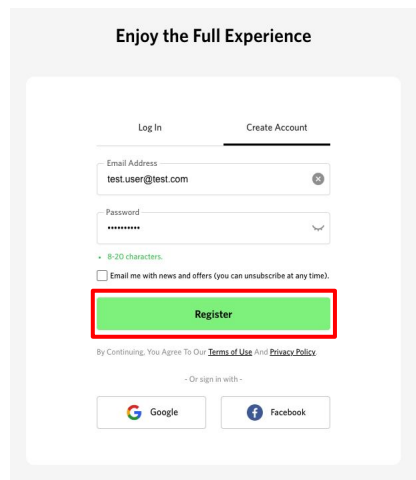 Enjoy the Full Experience
Log In Create Account
Email Address
test.user@test.com
Password
••••••••••
• 8-20 characters.
Email me with news and offers (you can unsubscribe at any time).
Register
By Continuing, You Agree To Our Terms of Use And Privacy Policy.
- Or sign in with -
Google Facebook